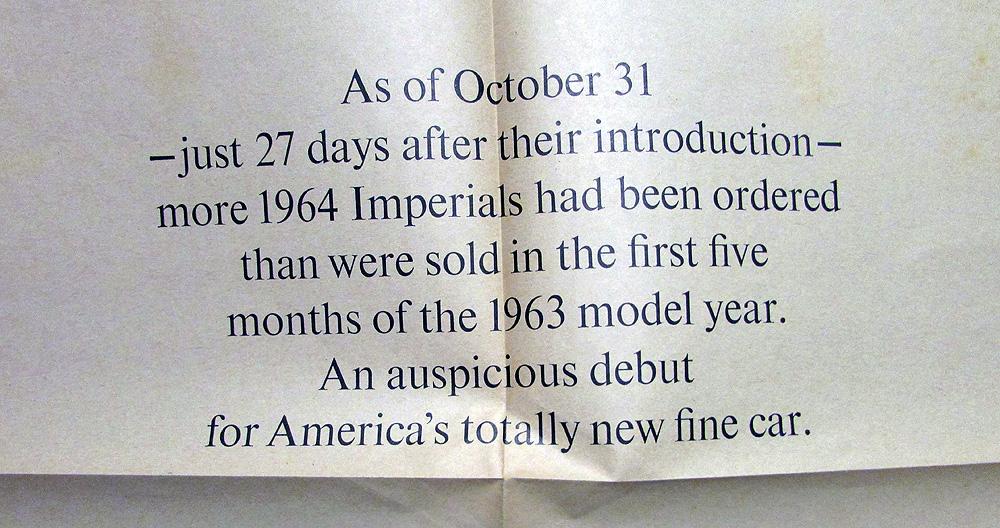 As of October 31
–just 27 days after their introduction–
more 1964 Imperials had been ordered
than were sold in the first five
months of the 1963 model year.
An auspicious debut
for America's totally new fine car.